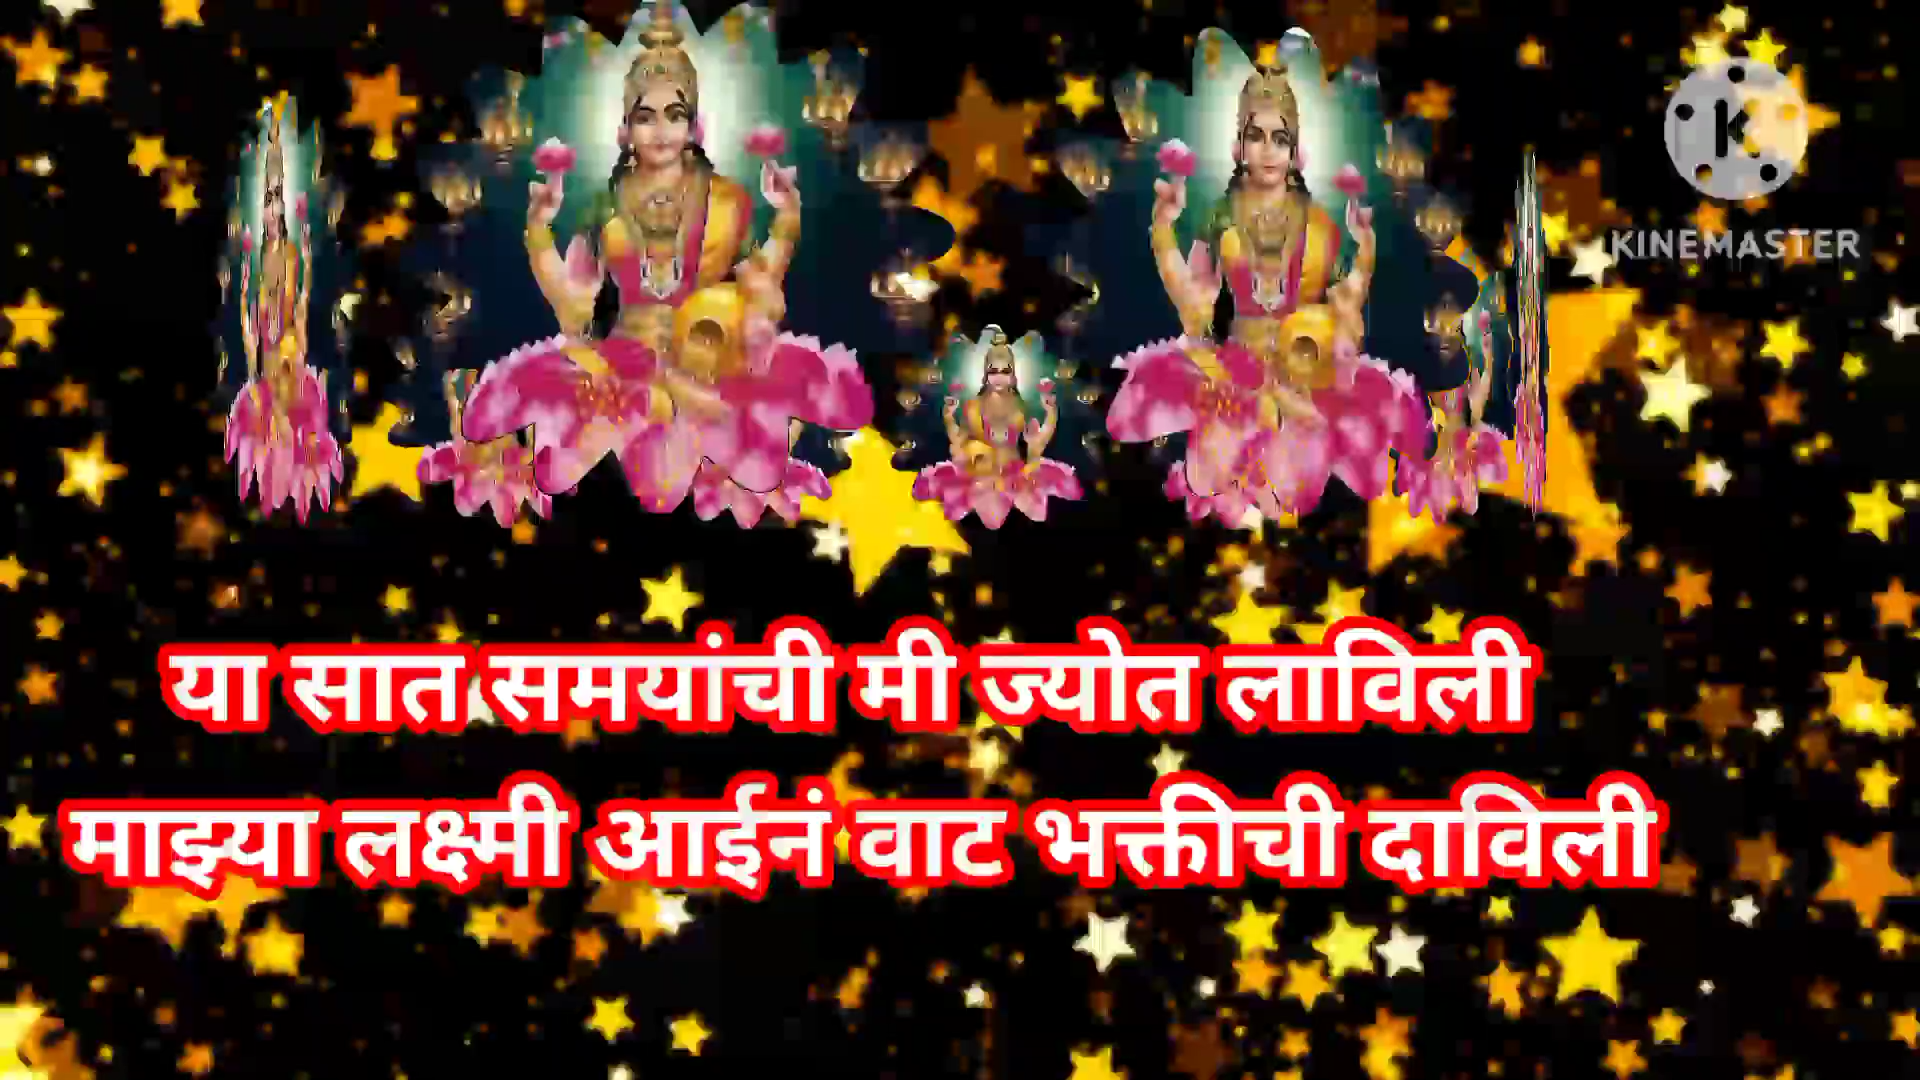 KINEMASTER
या सात समयांची मी ज्योत लाविली
माझ्या लक्ष्मी आईनं वाट भक्तीची दाविली